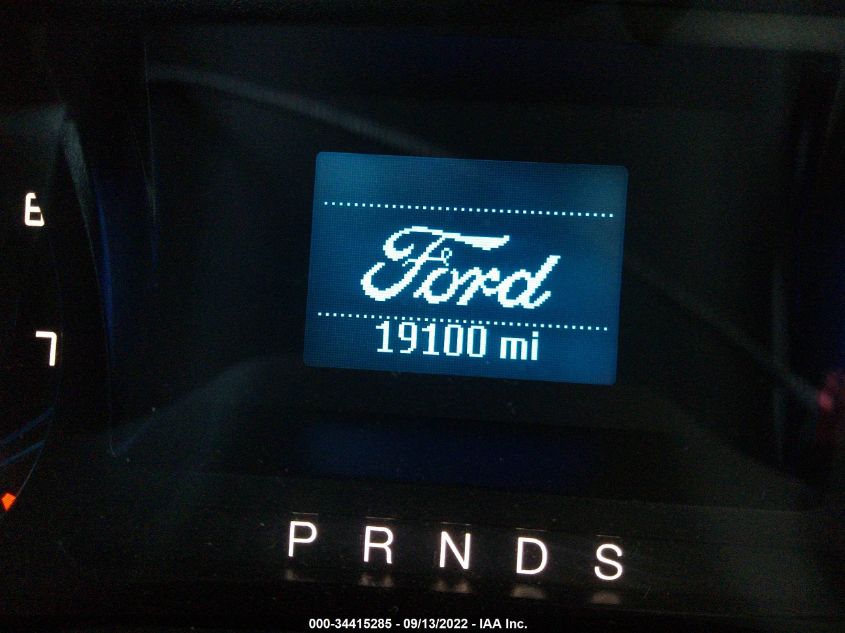 6
7
Ford
19100 mi
P R N D S
000-34415285 - 09/13/2022 - IAA Inc.